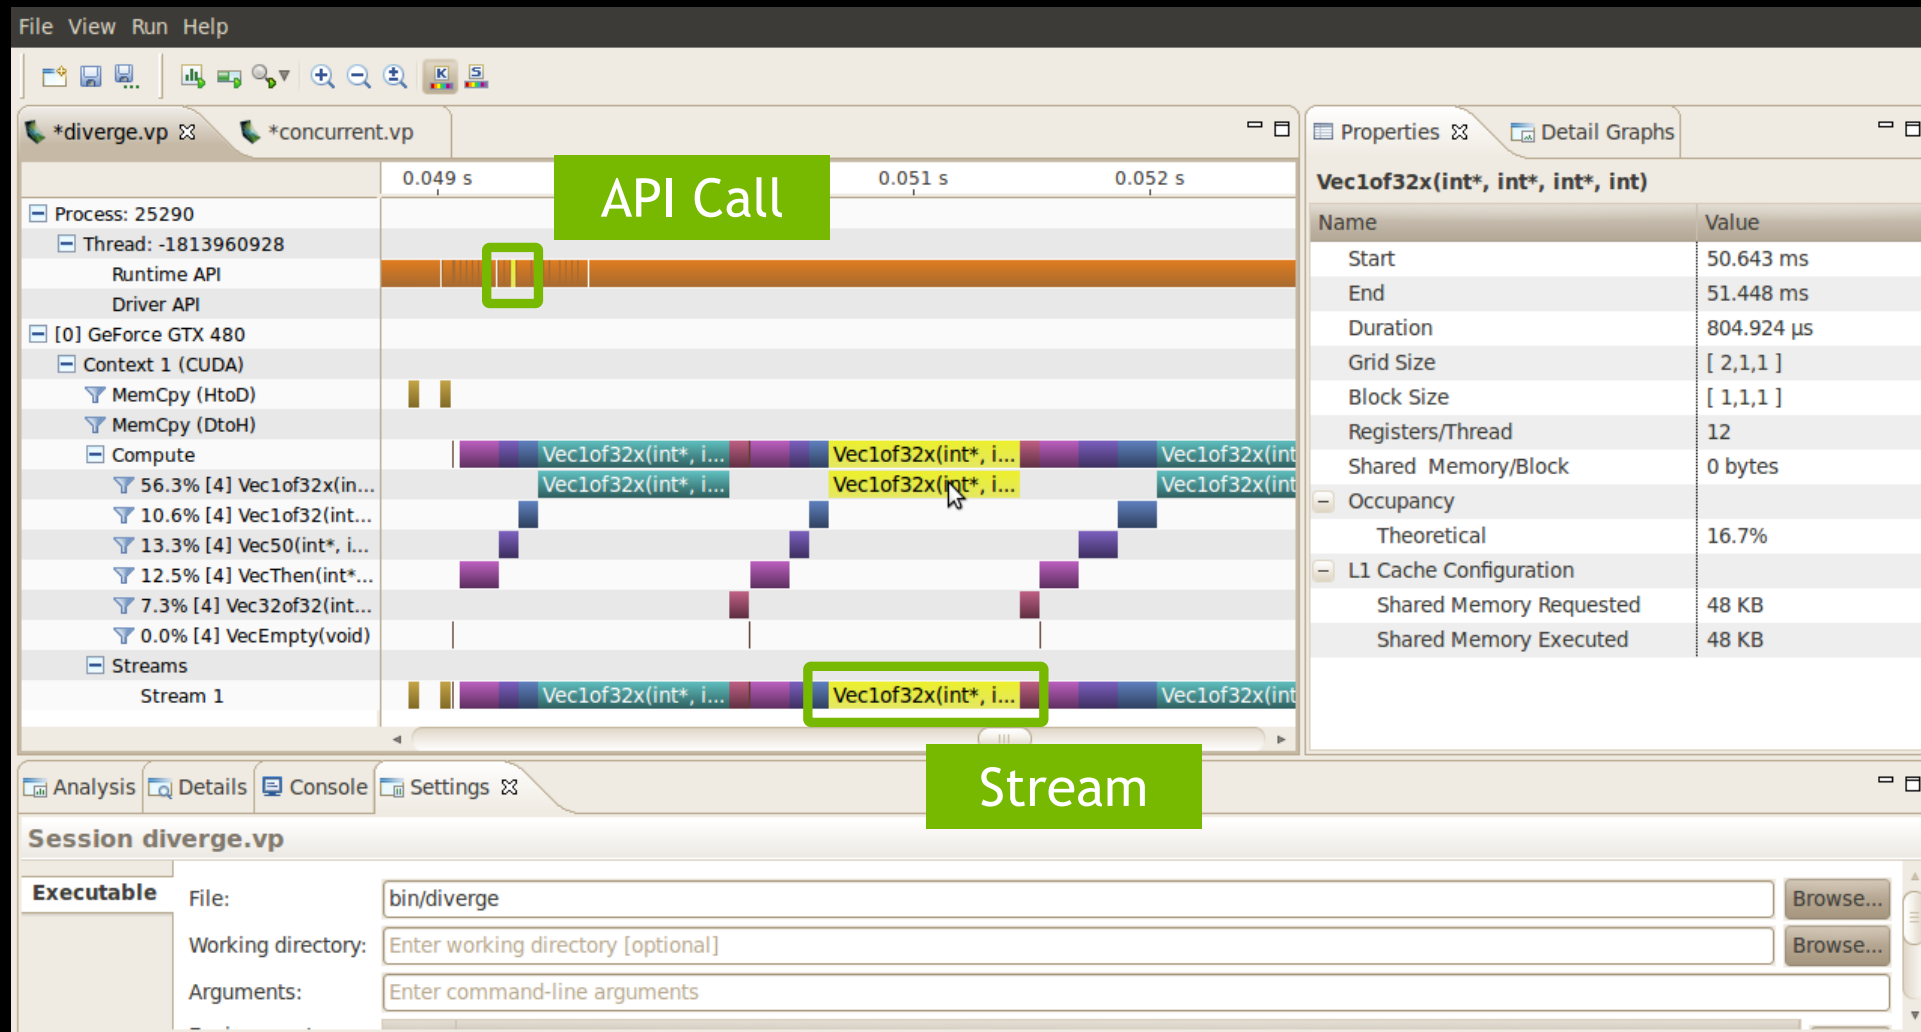 File View Run Help
*diverge.vp
*concurrent.vp
Properties
Detail Graphs
0.049 s
0.051 s
0.052 s
API Call
Process: 25290
Thread: -1813960928
Runtime API
Driver API
[0] GeForce GTX 480
Context 1 (CUDA)
MemCpy (HtoD)
MemCpy (DtoH)
Compute
Vec1of32x(int*, i...
Vec1of32x(int*, i...
Vec1of32x(int
56.3% [4] Vec1of32x(in...
Vec1of32x(int*, i...
Vec1of32x(int*, i...
Vec1of32x(int
10.6% [4] Vec1of32(int...
13.3% [4] Vec50(int*, i...
12.5% [4] VecThen(int*...
7.3% [4] Vec32of32(int...
0.0% [4] VecEmpty(void)
Streams
Stream 1
Vec1of32x(int*, i...
Vec1of32x(int*, i...
Vec1of32x(int
Stream
Vec1of32x(int*, int*, int*, int)
Name Value
Start 50.643 ms
End 51.448 ms
Duration 804.924 µs
Grid Size [ 2,1,1 ]
Block Size [ 1,1,1 ]
Registers/Thread 12
Shared Memory/Block 0 bytes
Occupancy
Theoretical 16.7%
L1 Cache Configuration
Shared Memory Requested 48 KB
Shared Memory Executed 48 KB
Analysis
Details
Console
Settings
Session diverge.vp
Executable
File: bin/diverge Browse...
Working directory: Enter working directory [optional] Browse...
Arguments: Enter command-line arguments